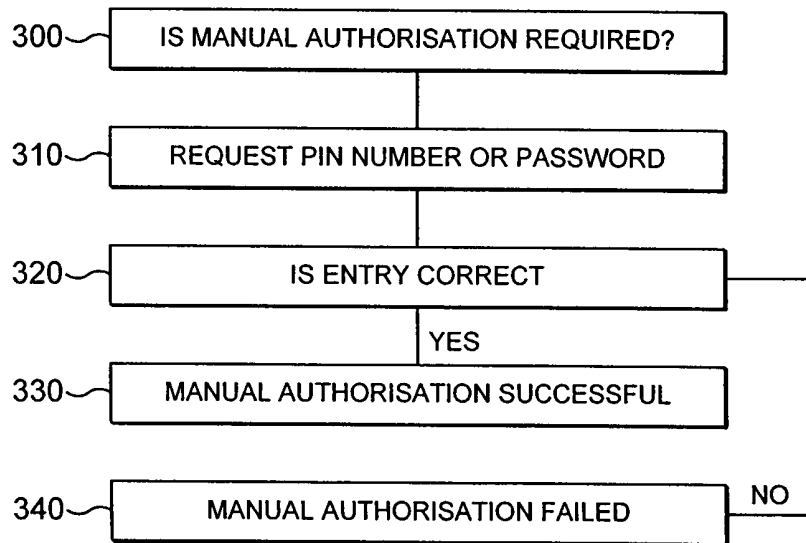 300 IS MANUAL AUTHORISATION REQUIRED?
310 REQUEST PIN NUMBER OR PASSWORD
320 IS ENTRY CORRECT
YES
330 MANUAL AUTHORISATION SUCCESSFUL
340 MANUAL AUTHORISATION FAILED NO